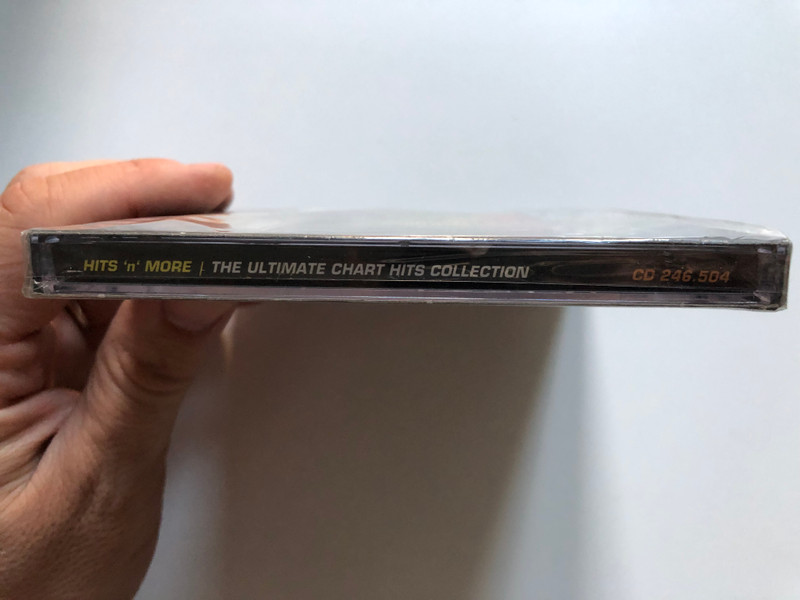 HITS 'n' MORE | THE ULTIMATE CHART HITS COLLECTION CD 246.504